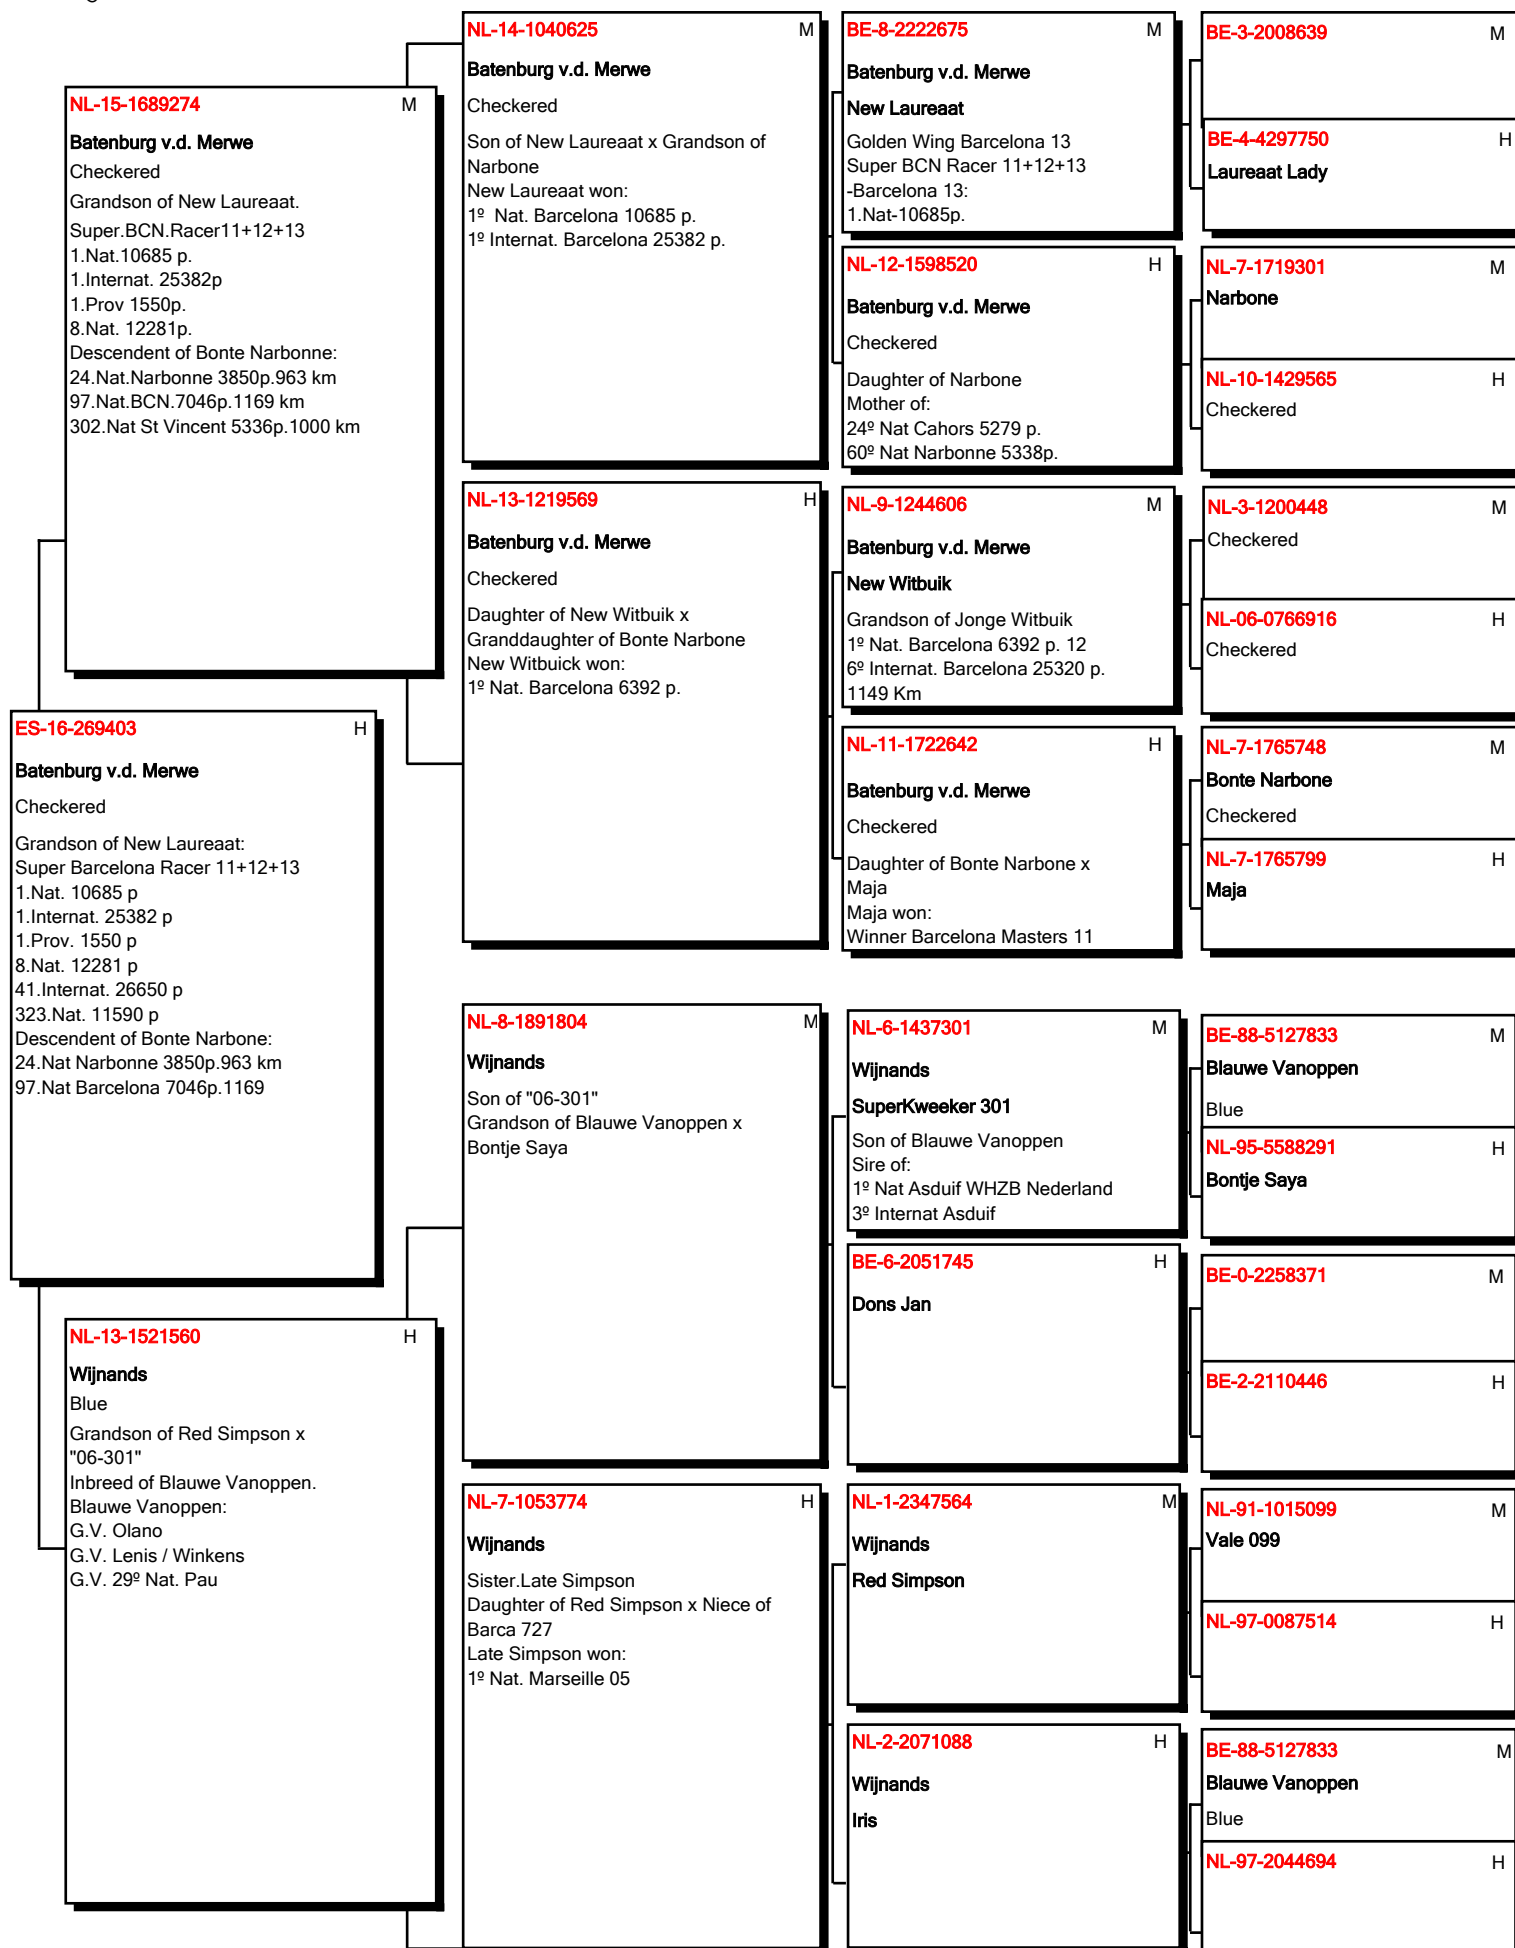 NL-15-1689274 M
Batenburg v.d. Merwe
Checkered
Grandson of New Laureaat.
Super.BCN.Racer11+12+13
1.Nat.10685 p.
1.Internat. 25382p
1.Prov 1550p.
8.Nat. 12281p.
Descendent of Bonte Narbonne:
24.Nat.Narbonne 3850p.963 km
97.Nat.BCN.7046p.1169 km
302.Nat St Vincent 5336p.1000 km
ES-16-269403 H
Batenburg v.d. Merwe
Checkered
Grandson of New Laureaat:
Super Barcelona Racer 11+12+13
1.Nat. 10685 p
1.Internat. 25382 p
1.Prov. 1550 p
8.Nat. 12281 p
41.Internat. 26650 p
323.Nat. 11590 p
Descendent of Bonte Narbone:
24.Nat Narbonne 3850p.963 km
97.Nat Barcelona 7046p.1169
NL-13-1521560 H
Wijnands
Blue
Grandson of Red Simpson x
"06-301"
Inbreed of Blauwe Vanoppen.
Blauwe Vanoppen:
G.V. Olano
G.V. Lenis / Winkens
G.V. 29º Nat. Pau
NL-14-1040625 M
Batenburg v.d. Merwe
Checkered
Son of New Laureaat x Grandson of
Narbone
New Laureaat won:
1º  Nat. Barcelona 10685 p.
1º Internat. Barcelona 25382 p.
NL-13-1219569 H
Batenburg v.d. Merwe
Checkered
Daughter of New Witbuik x
Granddaughter of Bonte Narbone
New Witbuick won:
1º Nat. Barcelona 6392 p.
NL-8-1891804 M
Wijnands
Son of "06-301"
Grandson of Blauwe Vanoppen x
Bontje Saya
NL-7-1053774 H
Wijnands
Sister.Late Simpson
Daughter of Red Simpson x Niece of
Barca 727
Late Simpson won:
1º Nat. Marseille 05
BE-8-2222675 M
Batenburg v.d. Merwe
New Laureaat
Golden Wing Barcelona 13
Super BCN Racer 11+12+13
-Barcelona 13:
1.Nat-10685p.
NL-12-1598520 H
Batenburg v.d. Merwe
Checkered
Daughter of Narbone
Mother of:
24º Nat Cahors 5279 p.
60º Nat Narbonne 5338p.
NL-9-1244606 M
Batenburg v.d. Merwe
New Witbuik
Grandson of Jonge Witbuik
1º Nat. Barcelona 6392 p. 12
6º Internat. Barcelona 25320 p.
1149 Km
NL-11-1722642 H
Batenburg v.d. Merwe
Checkered
Daughter of Bonte Narbone x
Maja
Maja won:
Winner Barcelona Masters 11
NL-6-1437301 M
Wijnands
SuperKweeker 301
Son of Blauwe Vanoppen
Sire of:
1º Nat Asduif WHZB Nederland
3º Internat Asduif
BE-6-2051745 H
Dons Jan
NL-1-2347564 M
Wijnands
Red Simpson
NL-2-2071088 H
Wijnands
Iris
BE-3-2008639 M
BE-4-4297750 H
Laureaat Lady
NL-7-1719301 M
Narbone
NL-10-1429565 H
Checkered
NL-3-1200448 M
Checkered
NL-06-0766916 H
Checkered
NL-7-1765748 M
Bonte Narbone
Checkered
NL-7-1765799 H
Maja
BE-88-5127833 M
Blauwe Vanoppen
Blue
NL-95-5588291 H
Bontje Saya
BE-0-2258371 M
BE-2-2110446 H
NL-91-1015099 M
Vale 099
NL-97-0087514 H
BE-88-5127833 M
Blauwe Vanoppen
Blue
NL-97-2044694 H